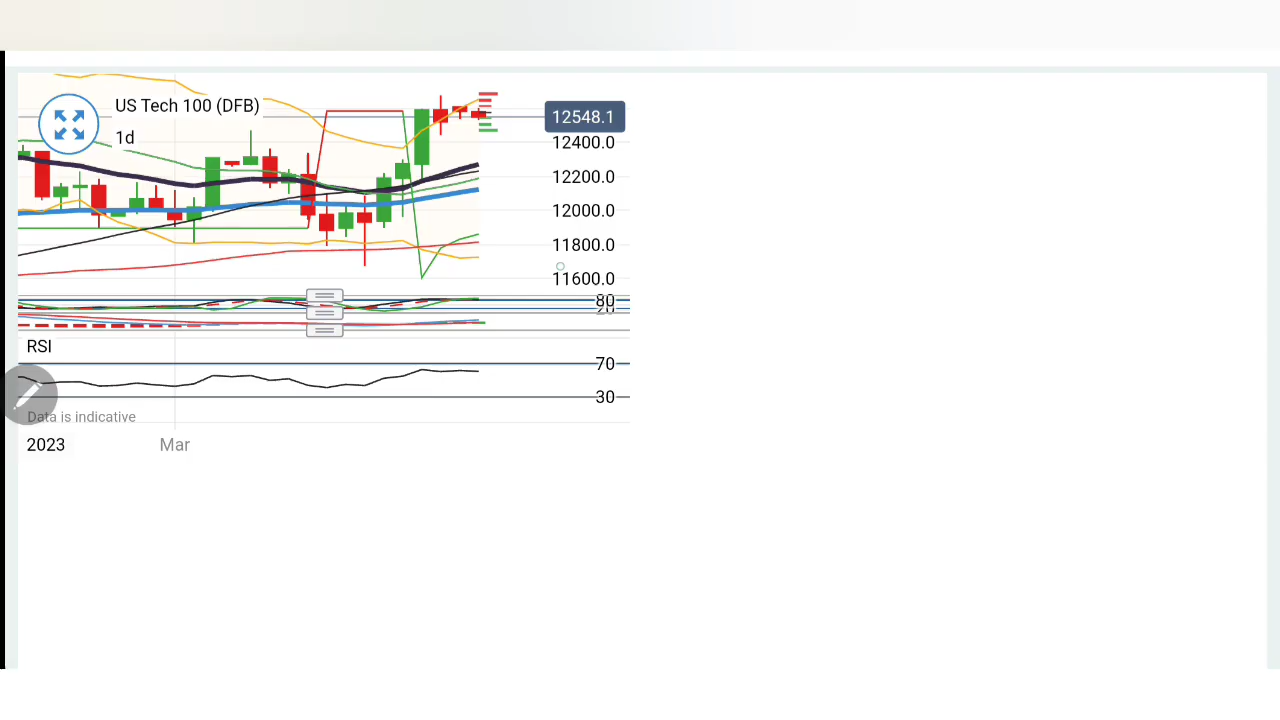 US Tech 100 (DFB)
1d
12548.1
12400.0
12200.0
12000.0
11800.0
11600.0
80
20
RSI
70
30
Data is indicative
2023
Mar